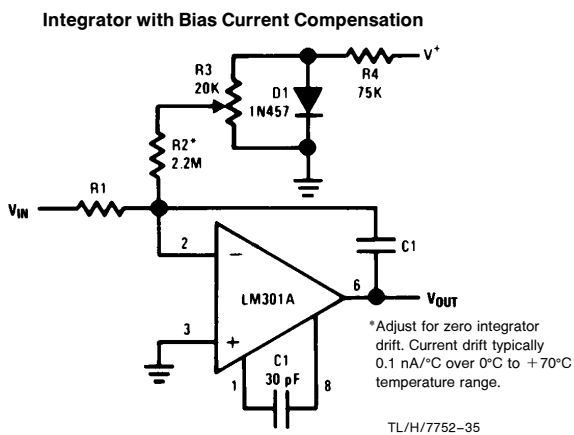 Integrator with Bias Current Compensation
R3
20K
D1
1N457
R4
75K
V+
R2*
2.2M
R1
VIN
2
−
C1
LM301A
6
VOUT
3
+
C1
30 pF
1
8
*Adjust for zero integrator
drift. Current drift typically
0.1 nA/°C over 0°C to +70°C
temperature range.
TL/H/7752–35